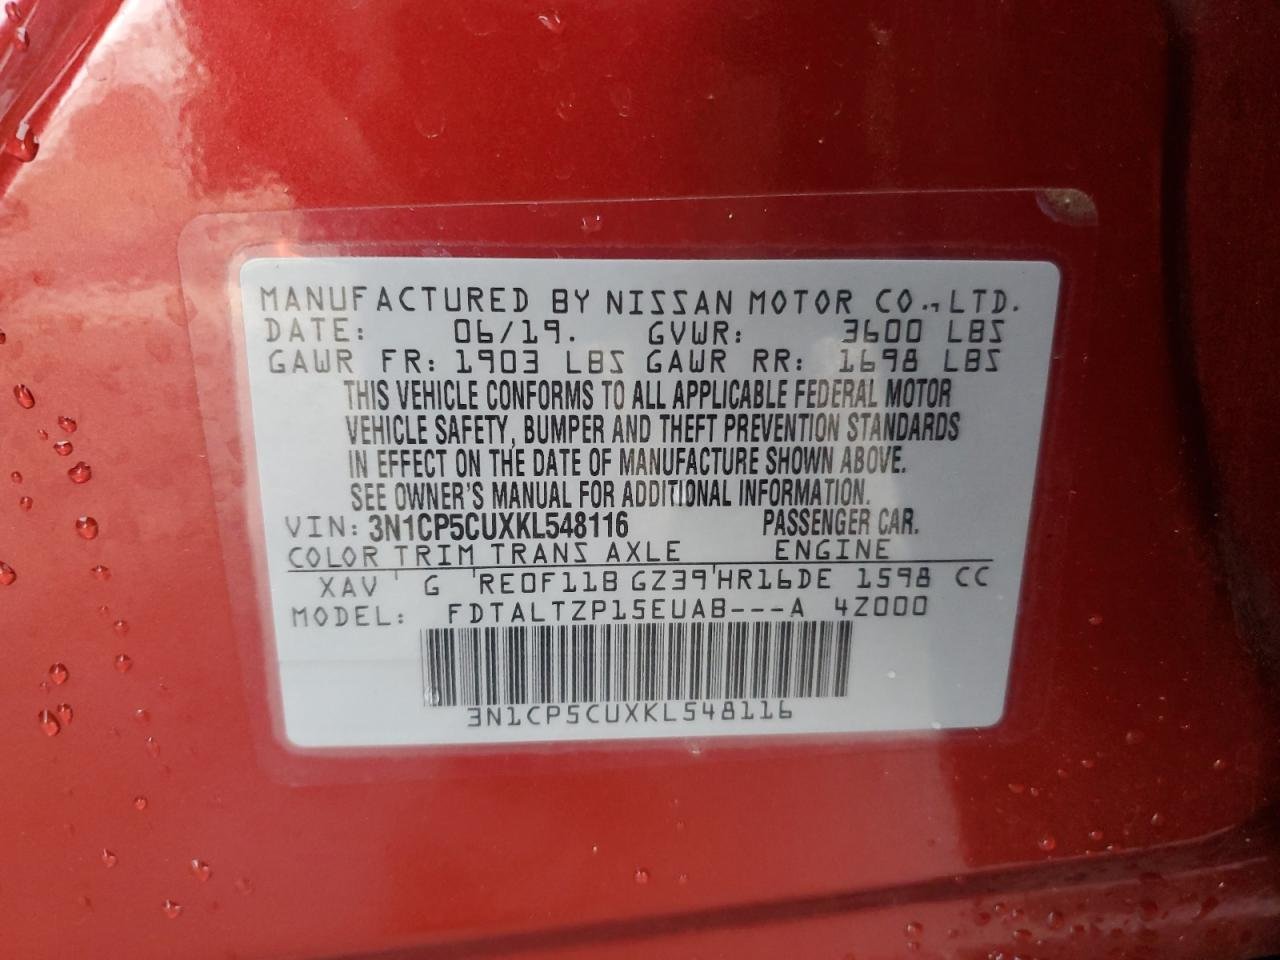 MANUFACTURED BY NISSAN MOTOR CO., LTD.
DATE: 06/19. GVWR: 3600 LBS
GAWR FR: 1903 LBS GAWR RR: 1698 LBS
THIS VEHICLE CONFORMS TO ALL APPLICABLE FEDERAL MOTOR
VEHICLE SAFETY, BUMPER AND THEFT PREVENTION STANDARDS
IN EFFECT ON THE DATE OF MANUFACTURE SHOWN ABOVE.
SEE OWNER'S MANUAL FOR ADDITIONAL INFORMATION.
VIN: 3N1CP5CUXKL548116 PASSENGER CAR.
COLOR TRIM TRANS AXLE ENGINE
XAV ' G ' RE0F11B GZ39'HR16DE 1598 CC
MODEL: FDTALTZP15EUAB---A 4Z000
3N1CP5CUXKL548116